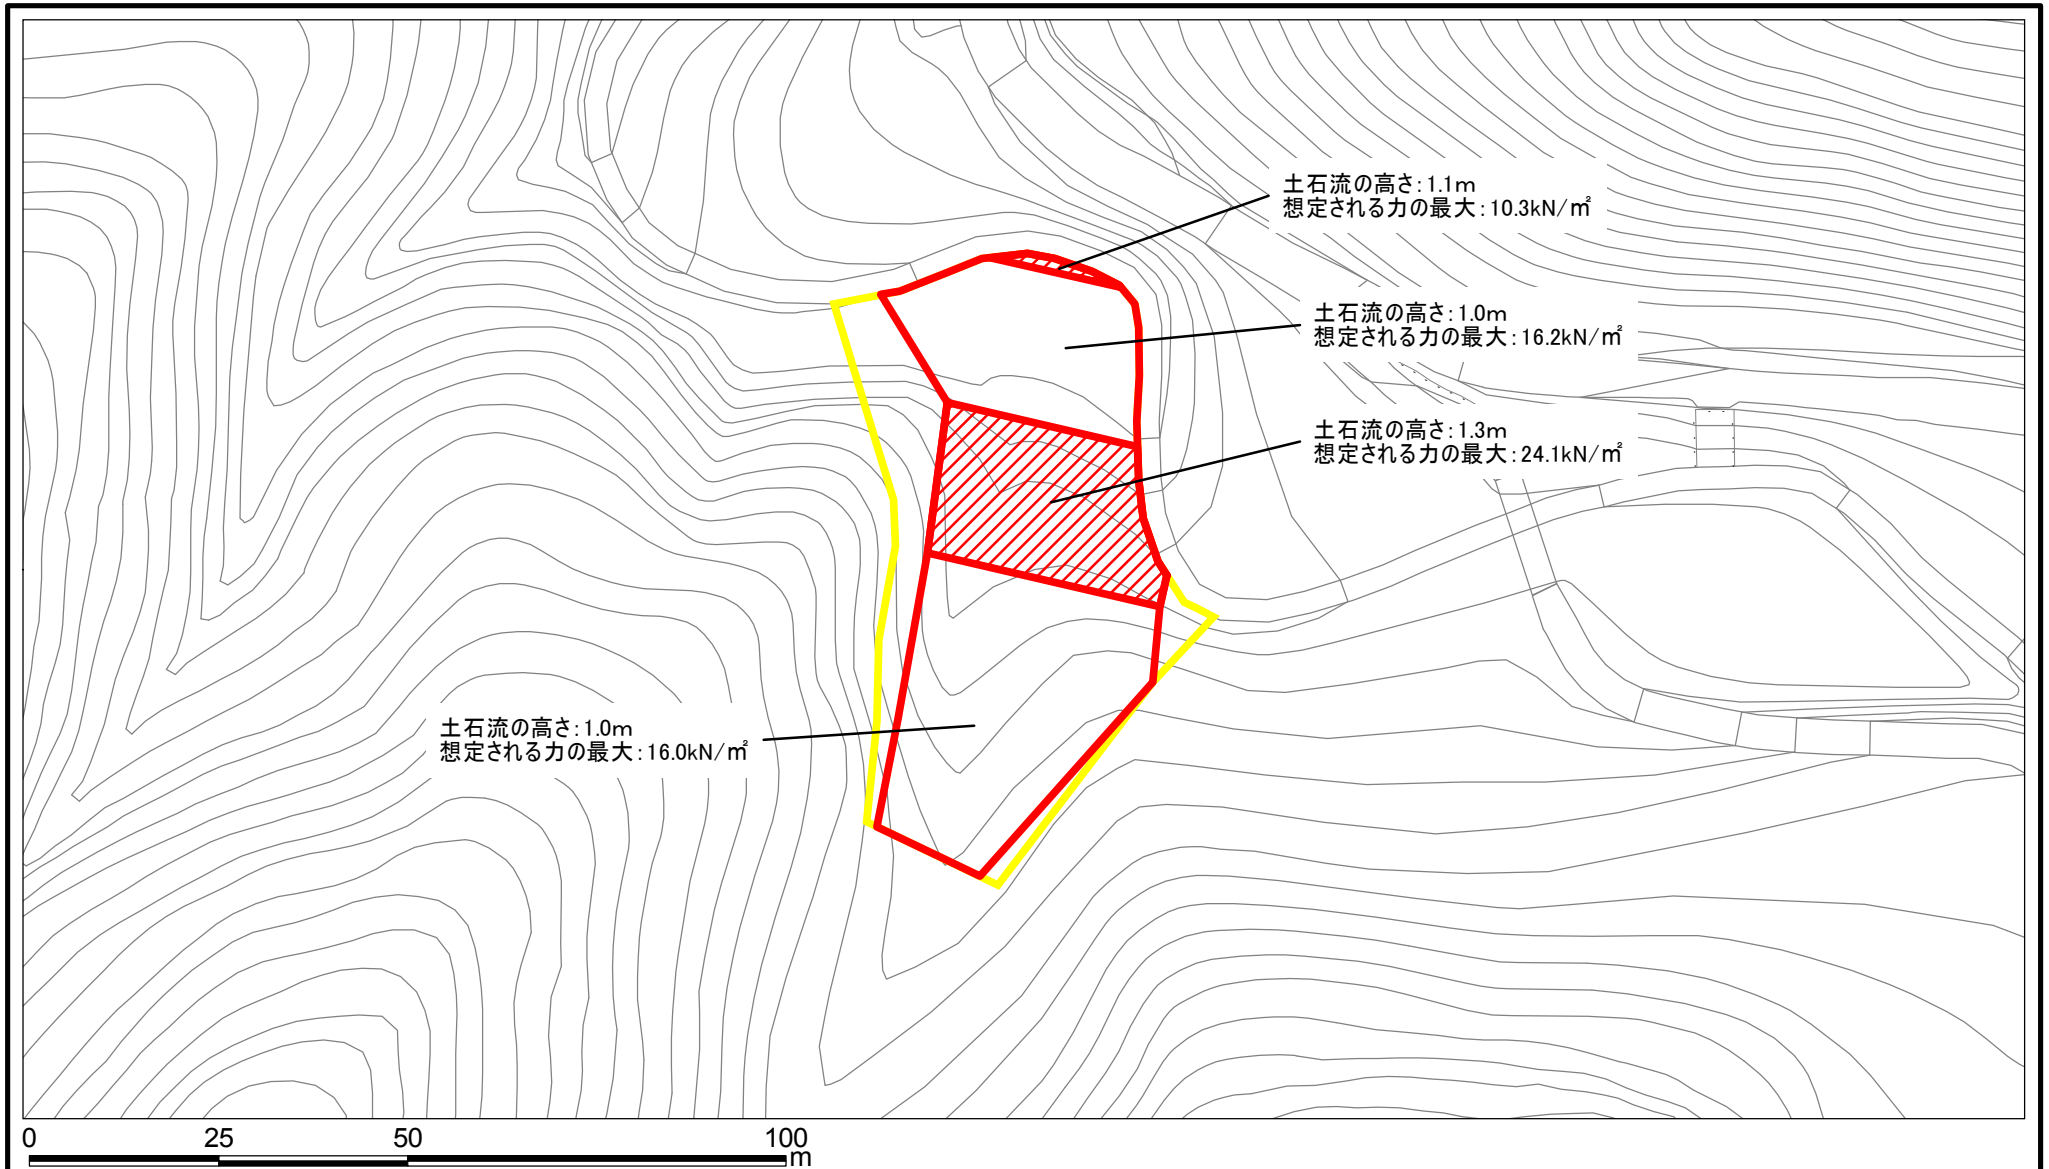 土石流の高さ:1.1m
想定される力の最大:10.3kN/㎡
土石流の高さ:1.0m
想定される力の最大:16.2kN/㎡
土石流の高さ:1.3m
想定される力の最大:24.1kN/㎡
土石流の高さ:1.0m
想定される力の最大:16.0kN/㎡
0 25 50 100
m